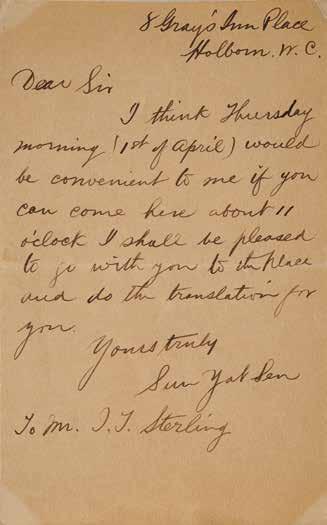 8 Gray's Inn Place
Holborn. W. C.
Dear Sir
I think Thursday
morning (1st of April) would
be convenient to me if you
can come here about 11
o'clock I shall be pleased
to go with you to the place
and do the translation for
you.
Yours truly
Sun Yat Sen
To Mr. I. T. Sterling